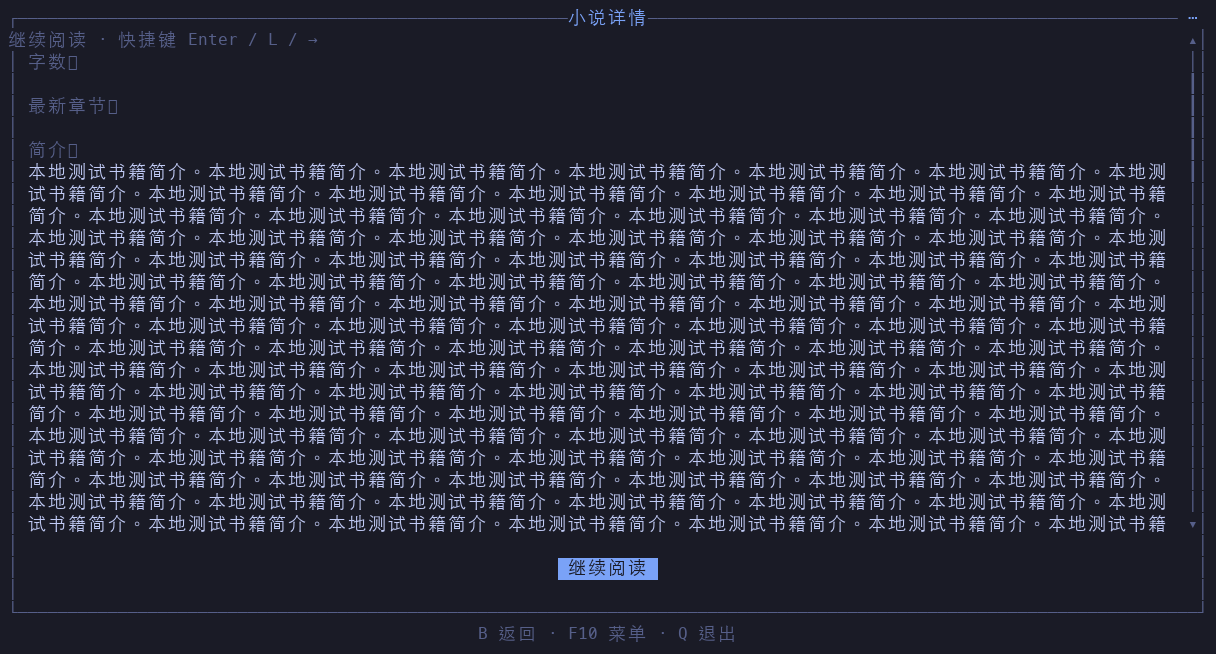 小说详情 …
继续阅读 · 快捷键 Enter / L / →
字数
最新章节
简介
本地测试书籍简介。本地测试书籍简介。本地测试书籍简介。本地测试书籍简介。本地测试书籍简介。本地测试书籍简介。本地测
试书籍简介。本地测试书籍简介。本地测试书籍简介。本地测试书籍简介。本地测试书籍简介。本地测试书籍简介。本地测试书籍
简介。本地测试书籍简介。本地测试书籍简介。本地测试书籍简介。本地测试书籍简介。本地测试书籍简介。本地测试书籍简介。
本地测试书籍简介。本地测试书籍简介。本地测试书籍简介。本地测试书籍简介。本地测试书籍简介。本地测试书籍简介。本地测
试书籍简介。本地测试书籍简介。本地测试书籍简介。本地测试书籍简介。本地测试书籍简介。本地测试书籍简介。本地测试书籍
简介。本地测试书籍简介。本地测试书籍简介。本地测试书籍简介。本地测试书籍简介。本地测试书籍简介。本地测试书籍简介。
本地测试书籍简介。本地测试书籍简介。本地测试书籍简介。本地测试书籍简介。本地测试书籍简介。本地测试书籍简介。本地测
试书籍简介。本地测试书籍简介。本地测试书籍简介。本地测试书籍简介。本地测试书籍简介。本地测试书籍简介。本地测试书籍
简介。本地测试书籍简介。本地测试书籍简介。本地测试书籍简介。本地测试书籍简介。本地测试书籍简介。本地测试书籍简介。
本地测试书籍简介。本地测试书籍简介。本地测试书籍简介。本地测试书籍简介。本地测试书籍简介。本地测试书籍简介。本地测
试书籍简介。本地测试书籍简介。本地测试书籍简介。本地测试书籍简介。本地测试书籍简介。本地测试书籍简介。本地测试书籍
简介。本地测试书籍简介。本地测试书籍简介。本地测试书籍简介。本地测试书籍简介。本地测试书籍简介。本地测试书籍简介。
本地测试书籍简介。本地测试书籍简介。本地测试书籍简介。本地测试书籍简介。本地测试书籍简介。本地测试书籍简介。本地测
试书籍简介。本地测试书籍简介。本地测试书籍简介。本地测试书籍简介。本地测试书籍简介。本地测试书籍简介。本地测试书籍
简介。本地测试书籍简介。本地测试书籍简介。本地测试书籍简介。本地测试书籍简介。本地测试书籍简介。本地测试书籍简介。
本地测试书籍简介。本地测试书籍简介。本地测试书籍简介。本地测试书籍简介。本地测试书籍简介。本地测试书籍简介。本地测
试书籍简介。本地测试书籍简介。本地测试书籍简介。本地测试书籍简介。本地测试书籍简介。本地测试书籍简介。本地测试书籍
继续阅读
B 返回 · F10 菜单 · Q 退出